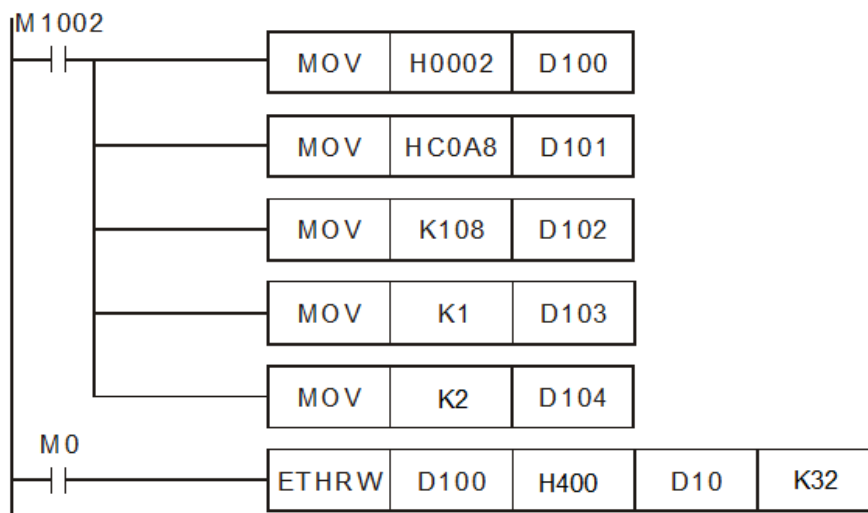 M1002
MOV H0002 D100
MOV HC0A8 D101
MOV K108 D102
MOV K1 D103
MOV K2 D104
M0
ETHRW D100 H400 D10 K32